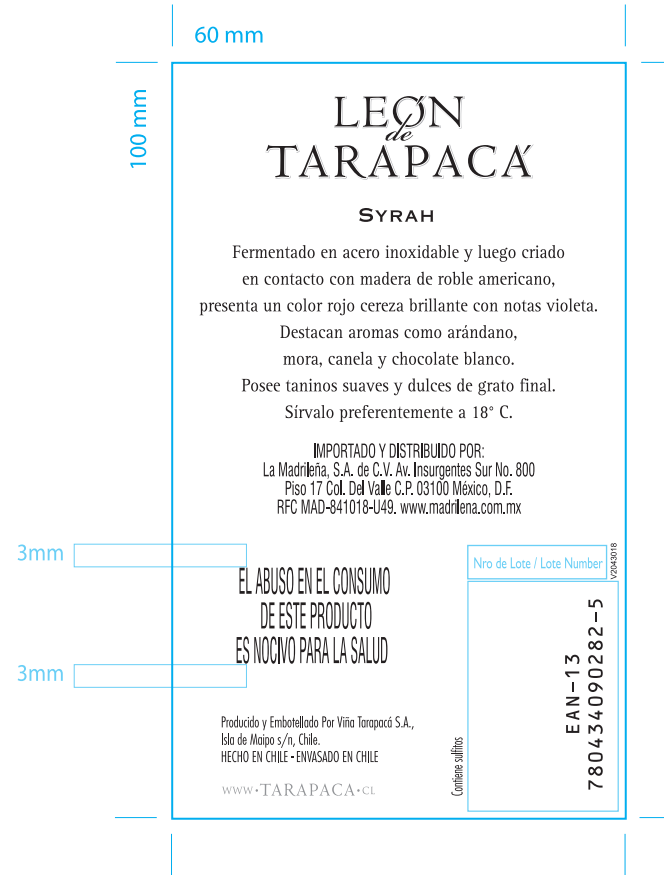 60 mm
100 mm
LEÓN
de
TARAPACÁ
SYRAH
Fermentado en acero inoxidable y luego criado
en contacto con madera de roble americano,
presenta un color rojo cereza brillante con notas violeta.
Destacan aromas como arándano,
mora, canela y chocolate blanco.
Posee taninos suaves y dulces de grato final.
Sírvalo preferentemente a 18° C.
IMPORTADO Y DISTRIBUIDO POR:
La Madrileña, S.A. de C.V. Av. Insurgentes Sur No. 800
Piso 17 Col. Del Valle C.P. 03100 México, D.F.
RFC MAD-841018-U49. www.madrilena.com.mx
3mm
EL ABUSO EN EL CONSUMO
DE ESTE PRODUCTO
ES NOCIVO PARA LA SALUD
3mm
Nro de Lote / Lote Number
V2043018
EAN-13
7804340902​82-5
Contiene sulfitos
Producido y Embotellado Por Viña Tarapacá S.A.,
Isla de Maipo s/n, Chile.
HECHO EN CHILE - ENVASADO EN CHILE
WWW·TARAPACA·CL